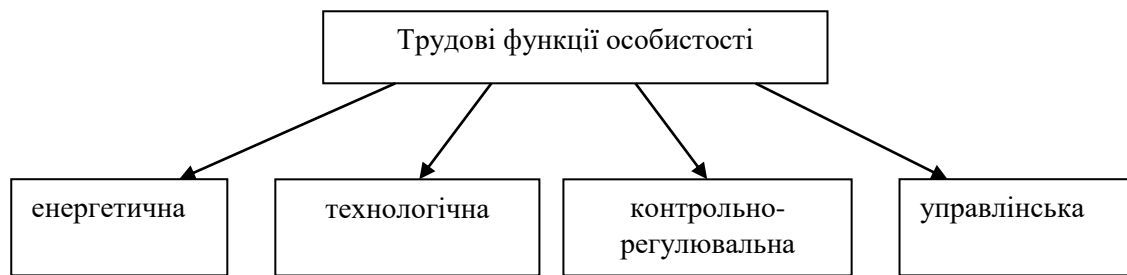 Трудові функції особистості
енергетична
технологічна
контрольно-
регулювальна
управлінська